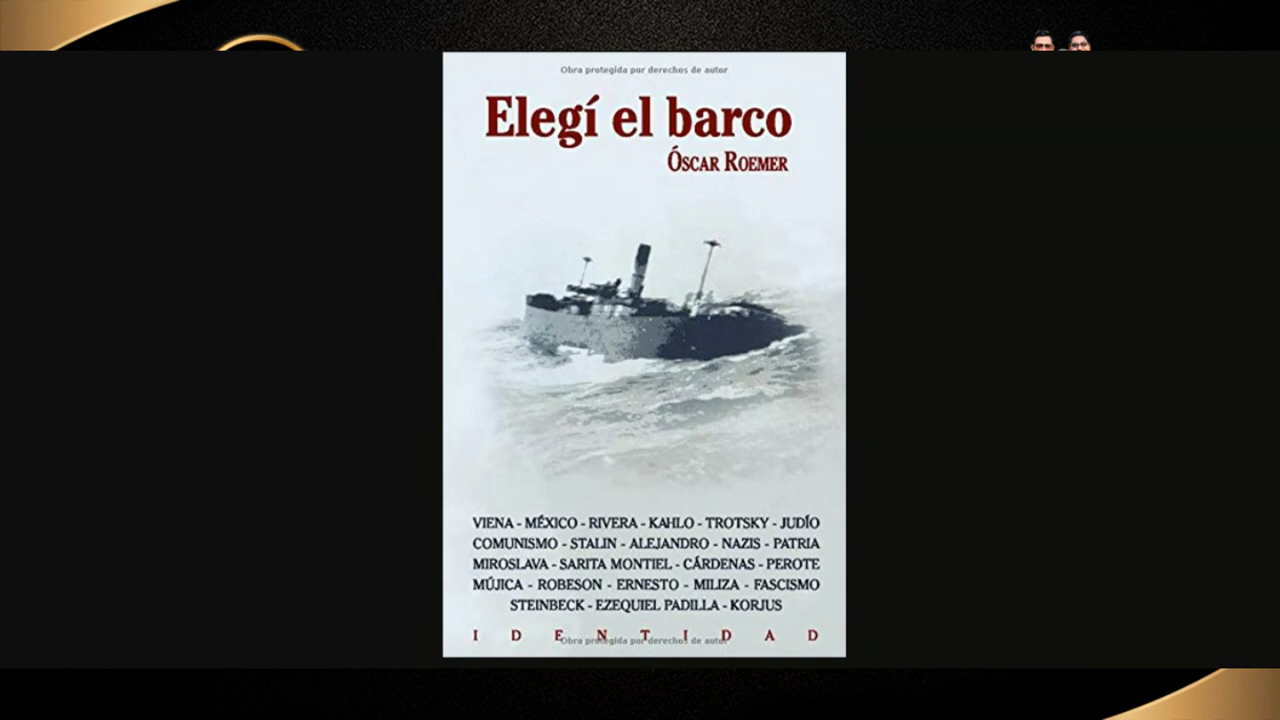 Obra protegida por derechos de autor
Elegí el barco
ÓSCAR ROEMER
VIENA - MÉXICO - RIVERA - KAHLO - TROTSKY - JUDÍO
COMUNISMO - STALIN - ALEJANDRO - NAZIS - PATRIA
MIROSLAVA - SARITA MONTIEL - CÁRDENAS - PEROTE
MÚJICA - ROBESON - ERNESTO - MILIZA - FASCISMO
STEINBECK - EZEQUIEL PADILLA - KORJUS
IDENTIDAD
Obra protegida por derechos de autor